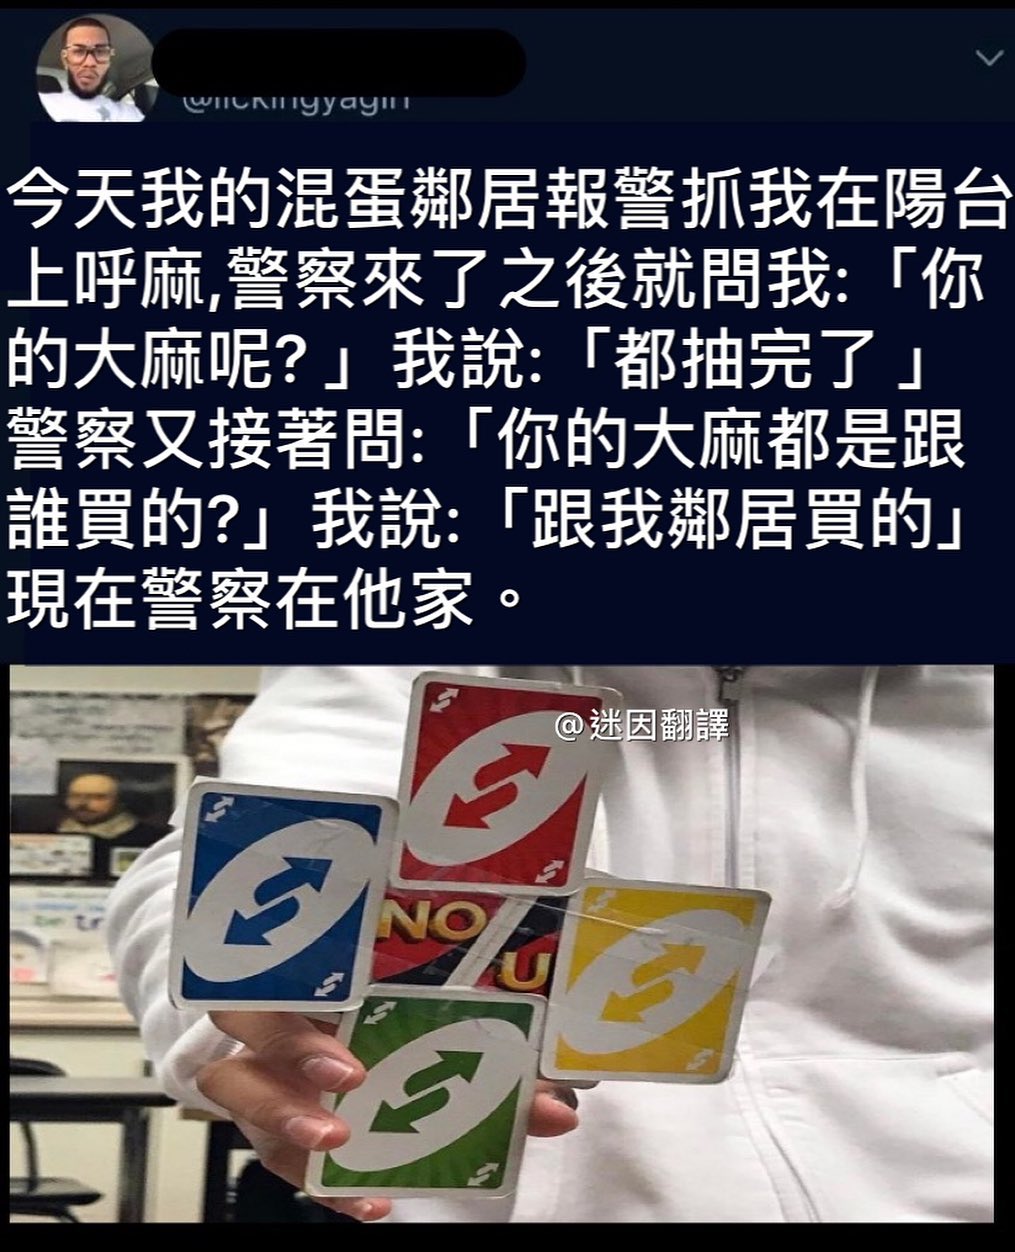 今天我的混蛋鄰居報警抓我在陽台
上呼麻,警察來了之後就問我:「你
的大麻呢?」我說:「都抽完了」
警察又接著問:「你的大麻都是跟
誰買的?」我說:「跟我鄰居買的」
現在警察在他家。
@迷因翻譯
NO
U